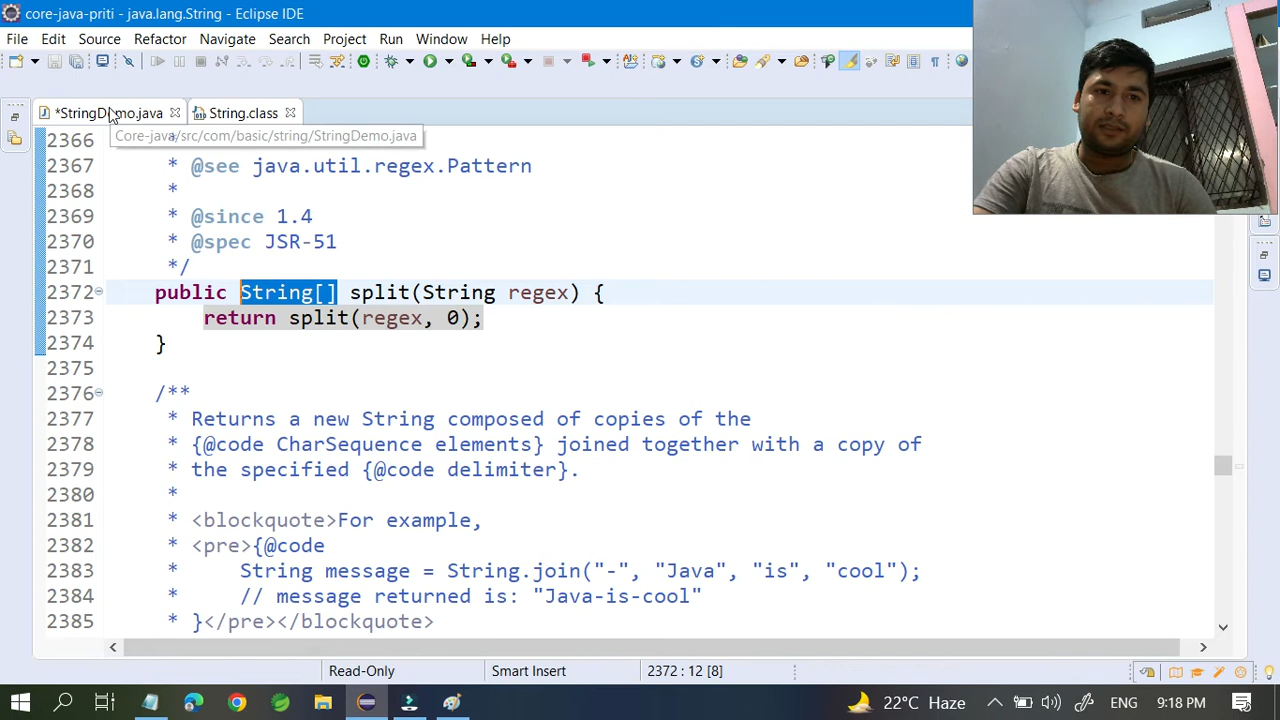 core-java-priti - java.lang.String - Eclipse IDE
File Edit Source Refactor Navigate Search Project Run Window Help
*StringDemo.java String.class
Core-java/src/com/basic/string/StringDemo.java
2366 *
2367 * @see java.util.regex.Pattern
2368 *
2369 * @since 1.4
2370 * @spec JSR-51
2371 */
2372 public String[] split(String regex) {
2373 return split(regex, 0);
2374 }
2375
2376 /**
2377 * Returns a new String composed of copies of the
2378 * {@code CharSequence elements} joined together with a copy of
2379 * the specified {@code delimiter}.
2380 *
2381 * <blockquote>For example,
2382 * <pre>{@code
2383 * String message = String.join("-", "Java", "is", "cool");
2384 * // message returned is: "Java-is-cool"
2385 * }</pre></blockquote>
Read-Only Smart Insert 2372 : 12 [8]
22°C Haze ENG 9:18 PM